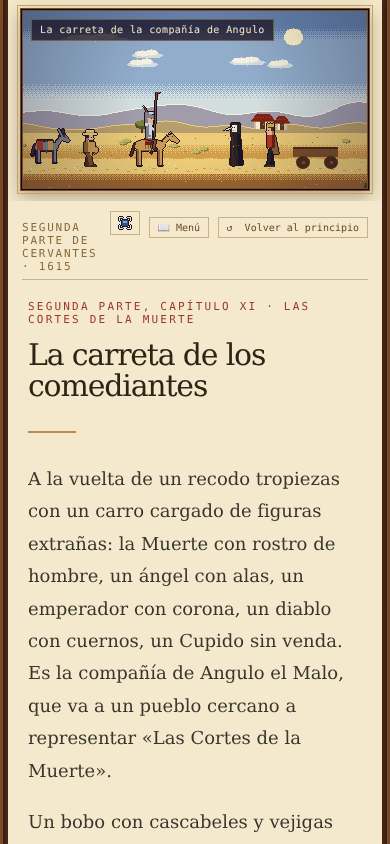 La carreta de la compañía de Angulo
SEGUNDA
PARTE DE
CERVANTES
· 1615
📖 Menú
↺ Volver al principio
SEGUNDA PARTE, CAPÍTULO XI · LAS
CORTES DE LA MUERTE
La carreta de los
comediantes
A la vuelta de un recodo tropiezas
con un carro cargado de figuras
extrañas: la Muerte con rostro de
hombre, un ángel con alas, un
emperador con corona, un diablo
con cuernos, un Cupido sin venda.
Es la compañía de Angulo el Malo,
que va a un pueblo cercano a
representar «Las Cortes de la
Muerte».
Un bobo con cascabeles y vejigas